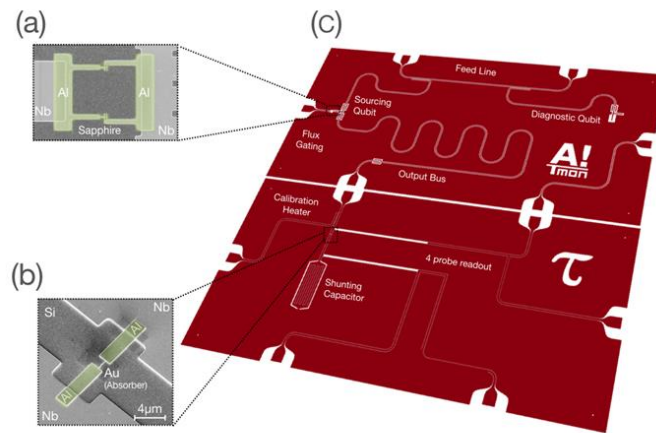 (a)
Nb
Al
Al
Sapphire
Nb
(c)
Feed Line
Sourcing
Qubit
Diagnostic Qubit
Flux
Gating
A!
Tmon
Output Bus
Calibration
Heater
4 probe readout
τ
Shunting
Capacitor
(b)
Si
Nb
Al
Au
(Absorber)
Al
Nb
4μm